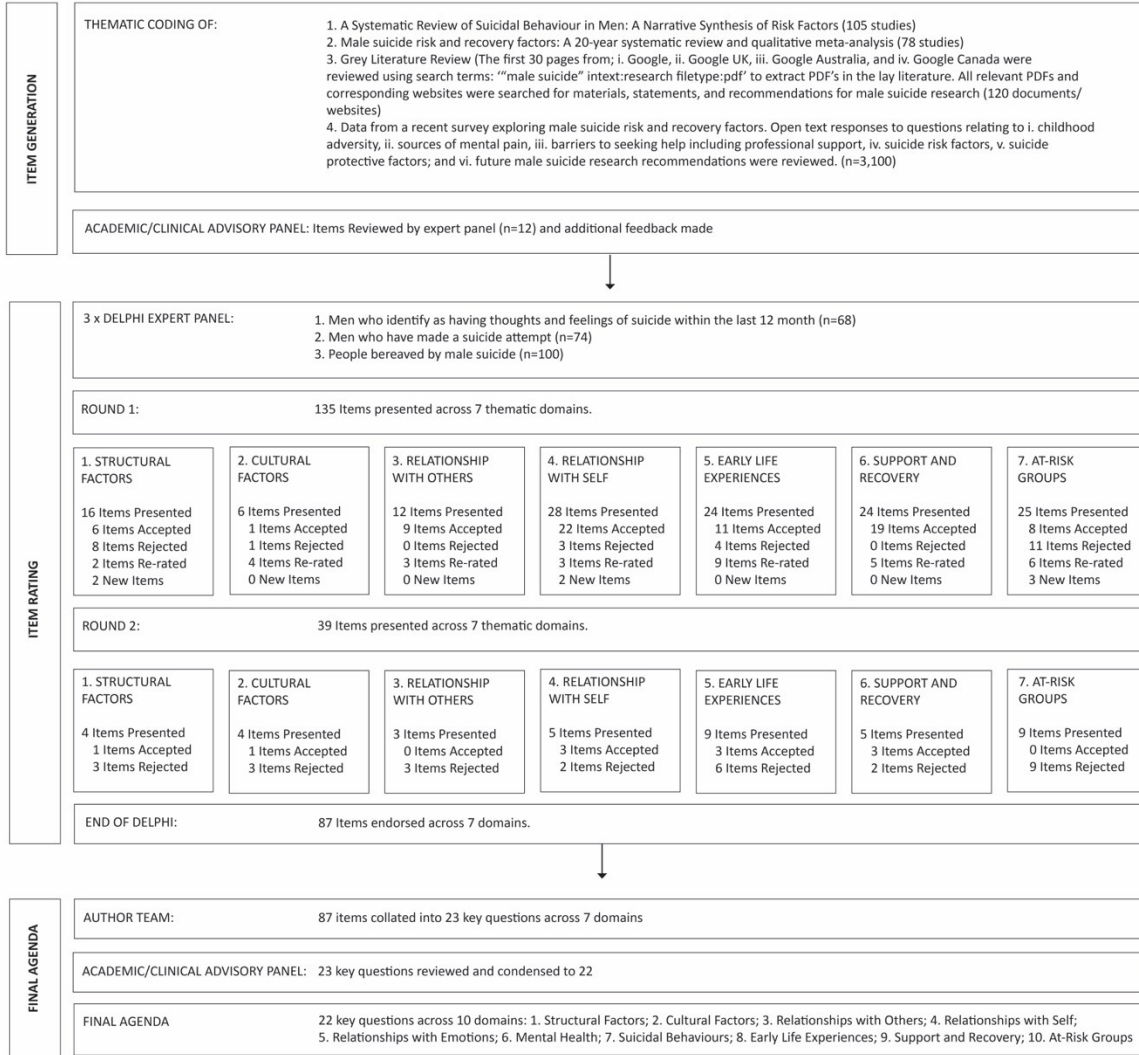 ITEM GENERATION
THEMATIC CODING OF:
1. A Systematic Review of Suicidal Behaviour in Men: A Narrative Synthesis of Risk Factors (105 studies)
2. Male suicide risk and recovery factors: A 20-year systematic review and qualitative meta-analysis (78 studies)
3. Grey Literature Review (The first 30 pages from; i. Google, ii. Google UK, iii. Google Australia, and iv. Google Canada were
reviewed using search terms: ‘“male suicide” intext:research filetype:pdf’ to extract PDF’s in the lay literature. All relevant PDFs and
corresponding websites were searched for materials, statements, and recommendations for male suicide research (120 documents/
websites)
4. Data from a recent survey exploring male suicide risk and recovery factors. Open text responses to questions relating to i. childhood
adversity, ii. sources of mental pain, iii. barriers to seeking help including professional support, iv. suicide risk factors, v. suicide
protective factors; and vi. future male suicide research recommendations were reviewed. (n=3,100)
ACADEMIC/CLINICAL ADVISORY PANEL: Items Reviewed by expert panel (n=12) and additional feedback made
ITEM RATING
3 x DELPHI EXPERT PANEL:
1. Men who identify as having thoughts and feelings of suicide within the last 12 month (n=68)
2. Men who have made a suicide attempt (n=74)
3. People bereaved by male suicide (n=100)
ROUND 1: 135 Items presented across 7 thematic domains.
1. STRUCTURAL
FACTORS
16 Items Presented
6 Items Accepted
8 Items Rejected
2 Items Re-rated
2 New Items
2. CULTURAL
FACTORS
6 Items Presented
1 Items Accepted
1 Items Rejected
4 Items Re-rated
0 New Items
3. RELATIONSHIP
WITH OTHERS
12 Items Presented
9 Items Accepted
0 Items Rejected
3 Items Re-rated
0 New Items
4. RELATIONSHIP
WITH SELF
28 Items Presented
22 Items Accepted
3 Items Rejected
3 Items Re-rated
2 New Items
5. EARLY LIFE
EXPERIENCES
24 Items Presented
11 Items Accepted
4 Items Rejected
9 Items Re-rated
0 New Items
6. SUPPORT AND
RECOVERY
24 Items Presented
19 Items Accepted
0 Items Rejected
5 Items Re-rated
0 New Items
7. AT-RISK
GROUPS
25 Items Presented
8 Items Accepted
11 Items Rejected
6 Items Re-rated
3 New Items
ROUND 2: 39 Items presented across 7 thematic domains.
1. STRUCTURAL
FACTORS
4 Items Presented
1 Items Accepted
3 Items Rejected
2. CULTURAL
FACTORS
4 Items Presented
1 Items Accepted
3 Items Rejected
3. RELATIONSHIP
WITH OTHERS
3 Items Presented
0 Items Accepted
3 Items Rejected
4. RELATIONSHIP
WITH SELF
5 Items Presented
3 Items Accepted
2 Items Rejected
5. EARLY LIFE
EXPERIENCES
9 Items Presented
3 Items Accepted
6 Items Rejected
6. SUPPORT AND
RECOVERY
5 Items Presented
3 Items Accepted
2 Items Rejected
7. AT-RISK
GROUPS
9 Items Presented
0 Items Accepted
9 Items Rejected
END OF DELPHI: 87 Items endorsed across 7 domains.
FINAL AGENDA
AUTHOR TEAM: 87 items collated into 23 key questions across 7 domains
ACADEMIC/CLINICAL ADVISORY PANEL: 23 key questions reviewed and condensed to 22
FINAL AGENDA 22 key questions across 10 domains: 1. Structural Factors; 2. Cultural Factors; 3. Relationships with Others; 4. Relationships with Self;
5. Relationships with Emotions; 6. Mental Health; 7. Suicidal Behaviours; 8. Early Life Experiences; 9. Support and Recovery; 10. At-Risk Groups